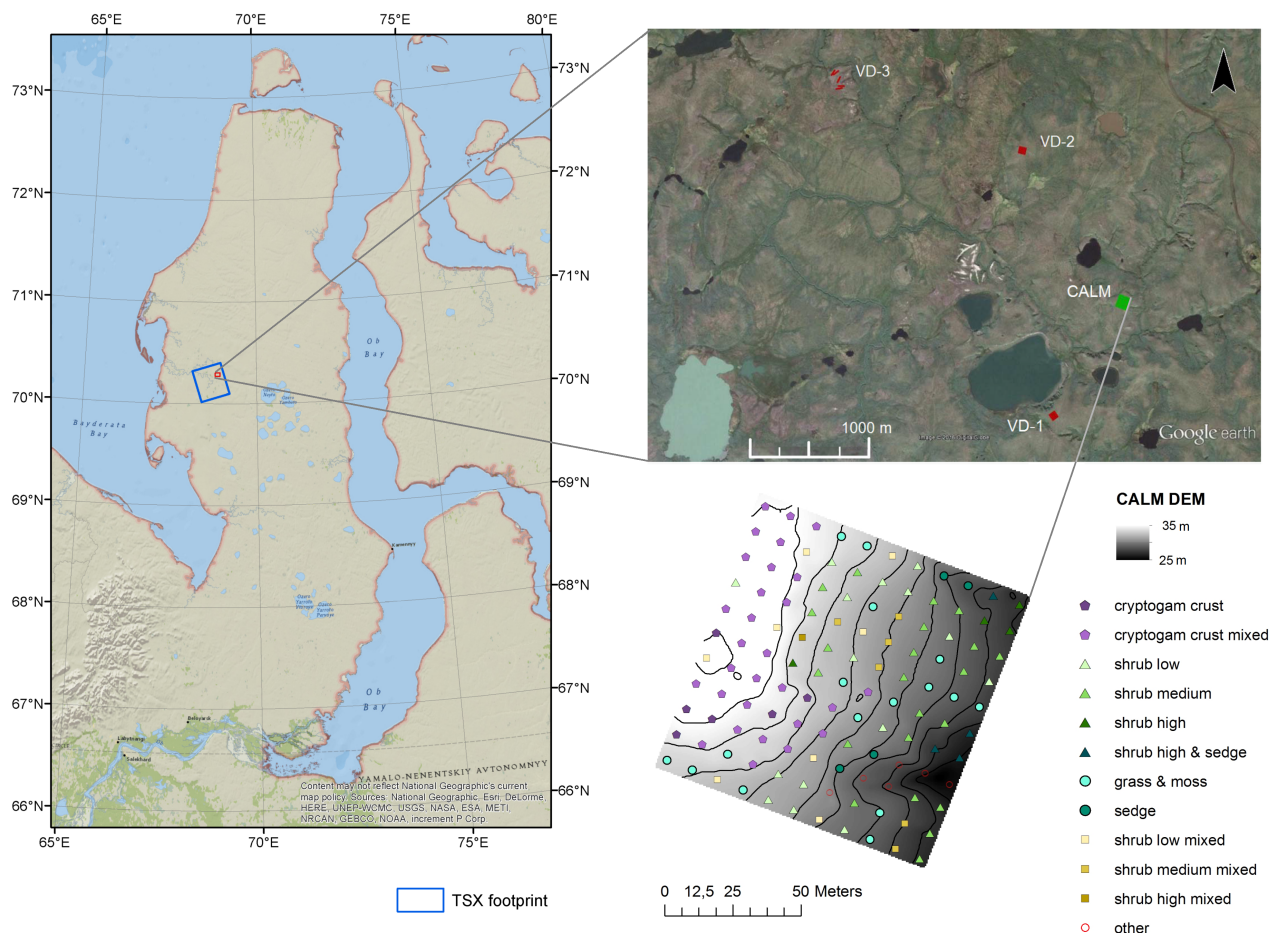 65°E
70°E
75°E
80°E
73°N
73°N
72°N
72°N
71°N
71°N
70°N
70°N
69°N
69°N
68°N
68°N
67°N
67°N
66°N
66°N
65°E
70°E
75°E
Ob
Bay
Bayderata
Bay
Kamennyy
Ob
Bay
Beloyarsk
Labytnangi
Salekhard
YAMALO-NENENTSKIY AVTONOMNYY
Content may not reflect National Geographic's current
map policy. Sources: National Geographic, Esri, DeLorme,
HERE, UNEP-WCMC, USGS, NASA, ESA, METI,
NRCAN, GEBCO, NOAA, increment P Corp.
TSX footprint
VD-3
VD-2
CALM
VD-1
1000 m
Google earth
CALM DEM
35 m
25 m
cryptogam crust
cryptogam crust mixed
shrub low
shrub medium
shrub high
shrub high & sedge
grass & moss
sedge
shrub low mixed
shrub medium mixed
shrub high mixed
other
0 12,5 25 50 Meters